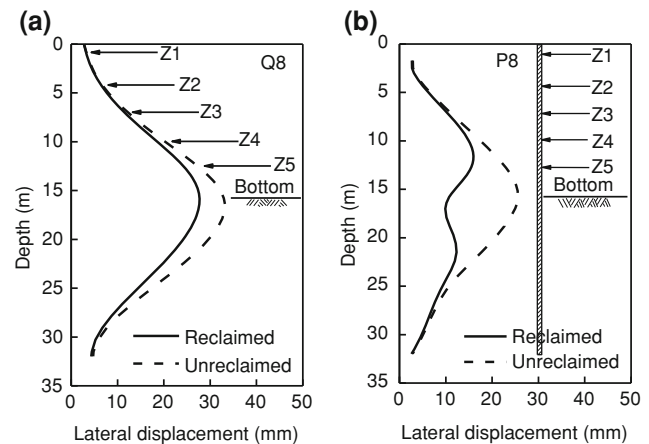 (a)
0
Z1
Q8
5
Z2
Z3
10
Z4
Z5
15
Bottom
Depth (m)
20
25
30
Reclaimed
Unreclaimed
35
0 10 20 30 40 50
Lateral displacement (mm)
(b)
0
P8
Z1
5
Z2
Z3
10
Z4
Z5
15
Bottom
Depth (m)
20
25
30
Reclaimed
Unreclaimed
35
0 10 20 30 40 50
Lateral displacement (mm)